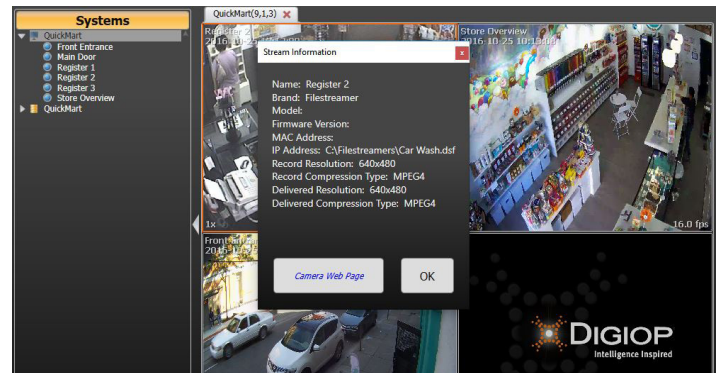 Systems
QuickMart
Front Entrance
Main Door
Register 1
Register 2
Register 3
Store Overview
QuickMart
QuickMart(9,1,3)
Store Overview
2016-10-25
Stream Information
x
Name: Register 2
Brand: Filestreamer
Model:
Firmware Version:
MAC Address:
IP Address: C:\Filestreamers\Car Wash.dsf
Record Resolution: 640x480
Record Compression Type: MPEG4
Delivered Resolution: 640x480
Delivered Compression Type: MPEG4
Camera Web Page
OK
1x
16.0 fps
DIGIOP
Intelligence Inspired